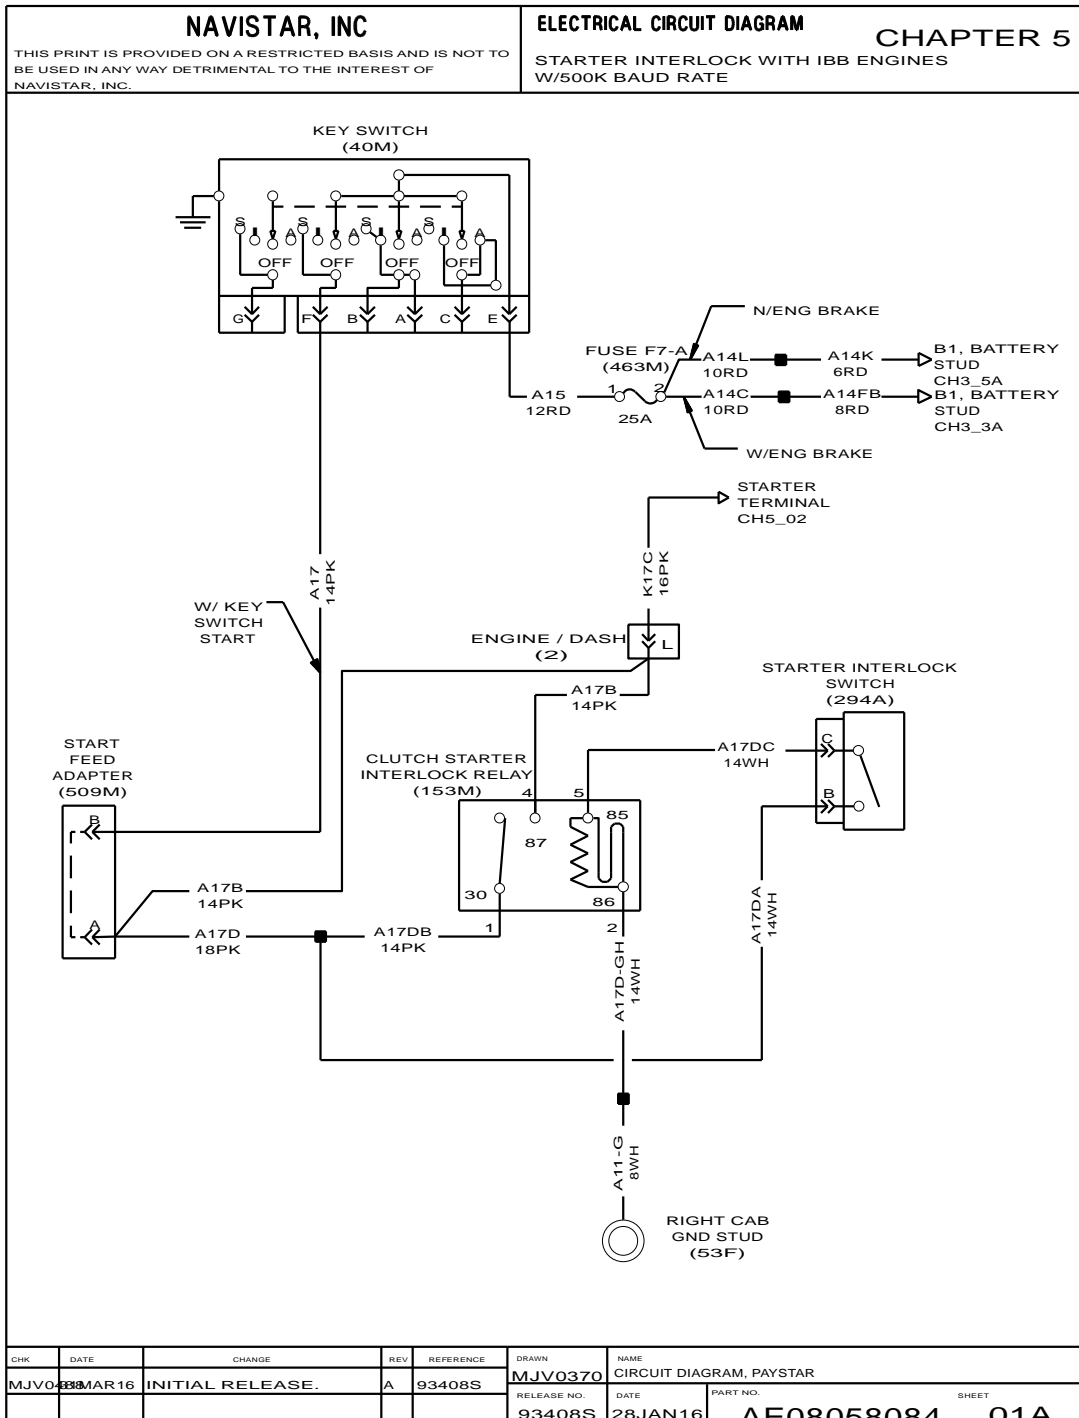 NAVISTAR, INC
THIS PRINT IS PROVIDED ON A RESTRICTED BASIS AND IS NOT TO
BE USED IN ANY WAY DETRIMENTAL TO THE INTEREST OF
NAVISTAR, INC.
ELECTRICAL CIRCUIT DIAGRAM
CHAPTER 5
STARTER INTERLOCK WITH IBB ENGINES
W/500K BAUD RATE
KEY SWITCH
(40M)
S
A
S
A
S
A
S
A
OFF
OFF
OFF
OFF
G
F
B
A
C
E
N/ENG BRAKE
FUSE F7-A
(463M)
A14L
10RD
A14K
6RD
B1, BATTERY
STUD
CH3_5A
A15
12RD
1
2
25A
A14C
10RD
A14FB
8RD
B1, BATTERY
STUD
CH3_3A
W/ENG BRAKE
STARTER
TERMINAL
CH5_02
K17C
16PK
A17
14PK
W/ KEY
SWITCH
START
ENGINE / DASH
(2)
L
A17B
14PK
STARTER INTERLOCK
SWITCH
(294A)
C
B
A17DC
14WH
START
FEED
ADAPTER
(509M)
B
A
CLUTCH STARTER
INTERLOCK RELAY
(153M)
4
5
85
87
30
86
1
2
A17B
14PK
A17D
18PK
A17DB
14PK
A17D-GH
14WH
A17DA
14WH
A11-G
8WH
RIGHT CAB
GND STUD
(53F)
CHK
DATE
CHANGE
REV
REFERENCE
DRAWN
NAME
MAR16
INITIAL RELEASE.
A
93408S
MJV0370
CIRCUIT DIAGRAM, PAYSTAR
RELEASE NO.
DATE
PART NO.
SHEET
93408S
28JAN16
AE08058084
01A